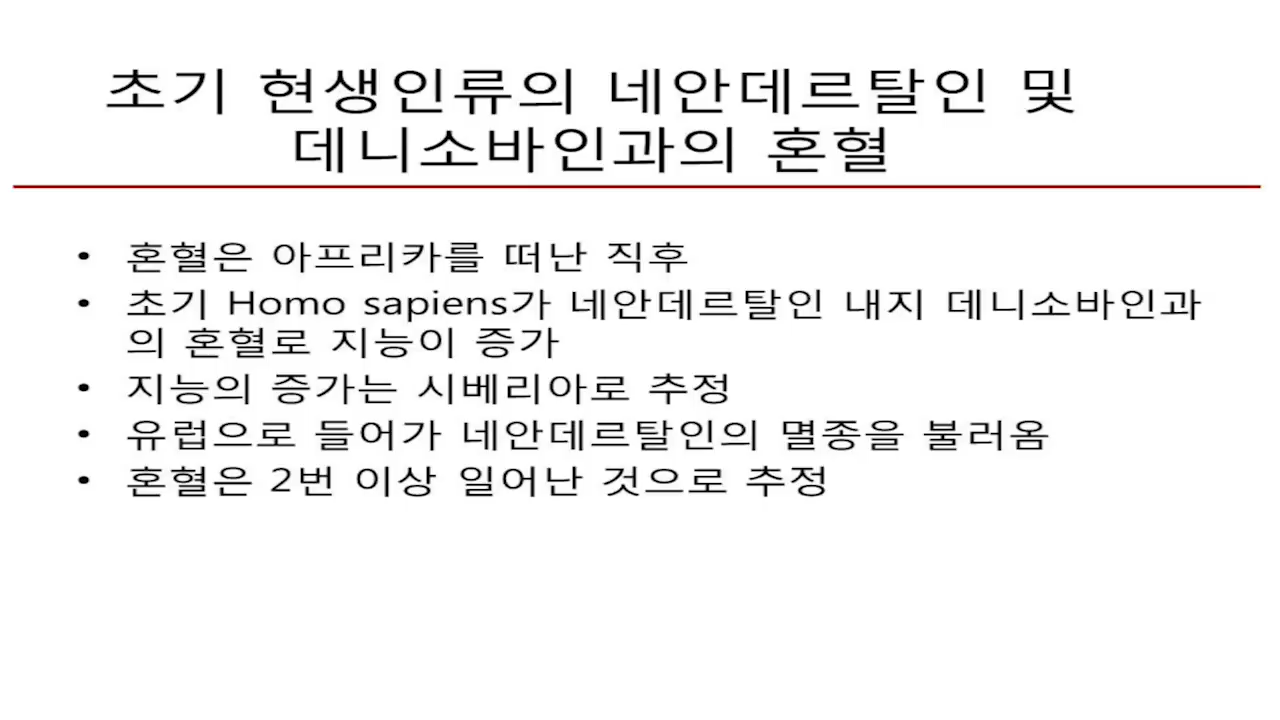 초기 현생인류의 네안데르탈인 및
데니소바인과의 혼혈
• 혼혈은 아프리카를 떠난 직후
• 초기 Homo sapiens가 네안데르탈인 내지 데니소바인과
의 혼혈로 지능이 증가
• 지능의 증가는 시베리아로 추정
• 유럽으로 들어가 네안데르탈인의 멸종을 불러옴
• 혼혈은 2번 이상 일어난 것으로 추정